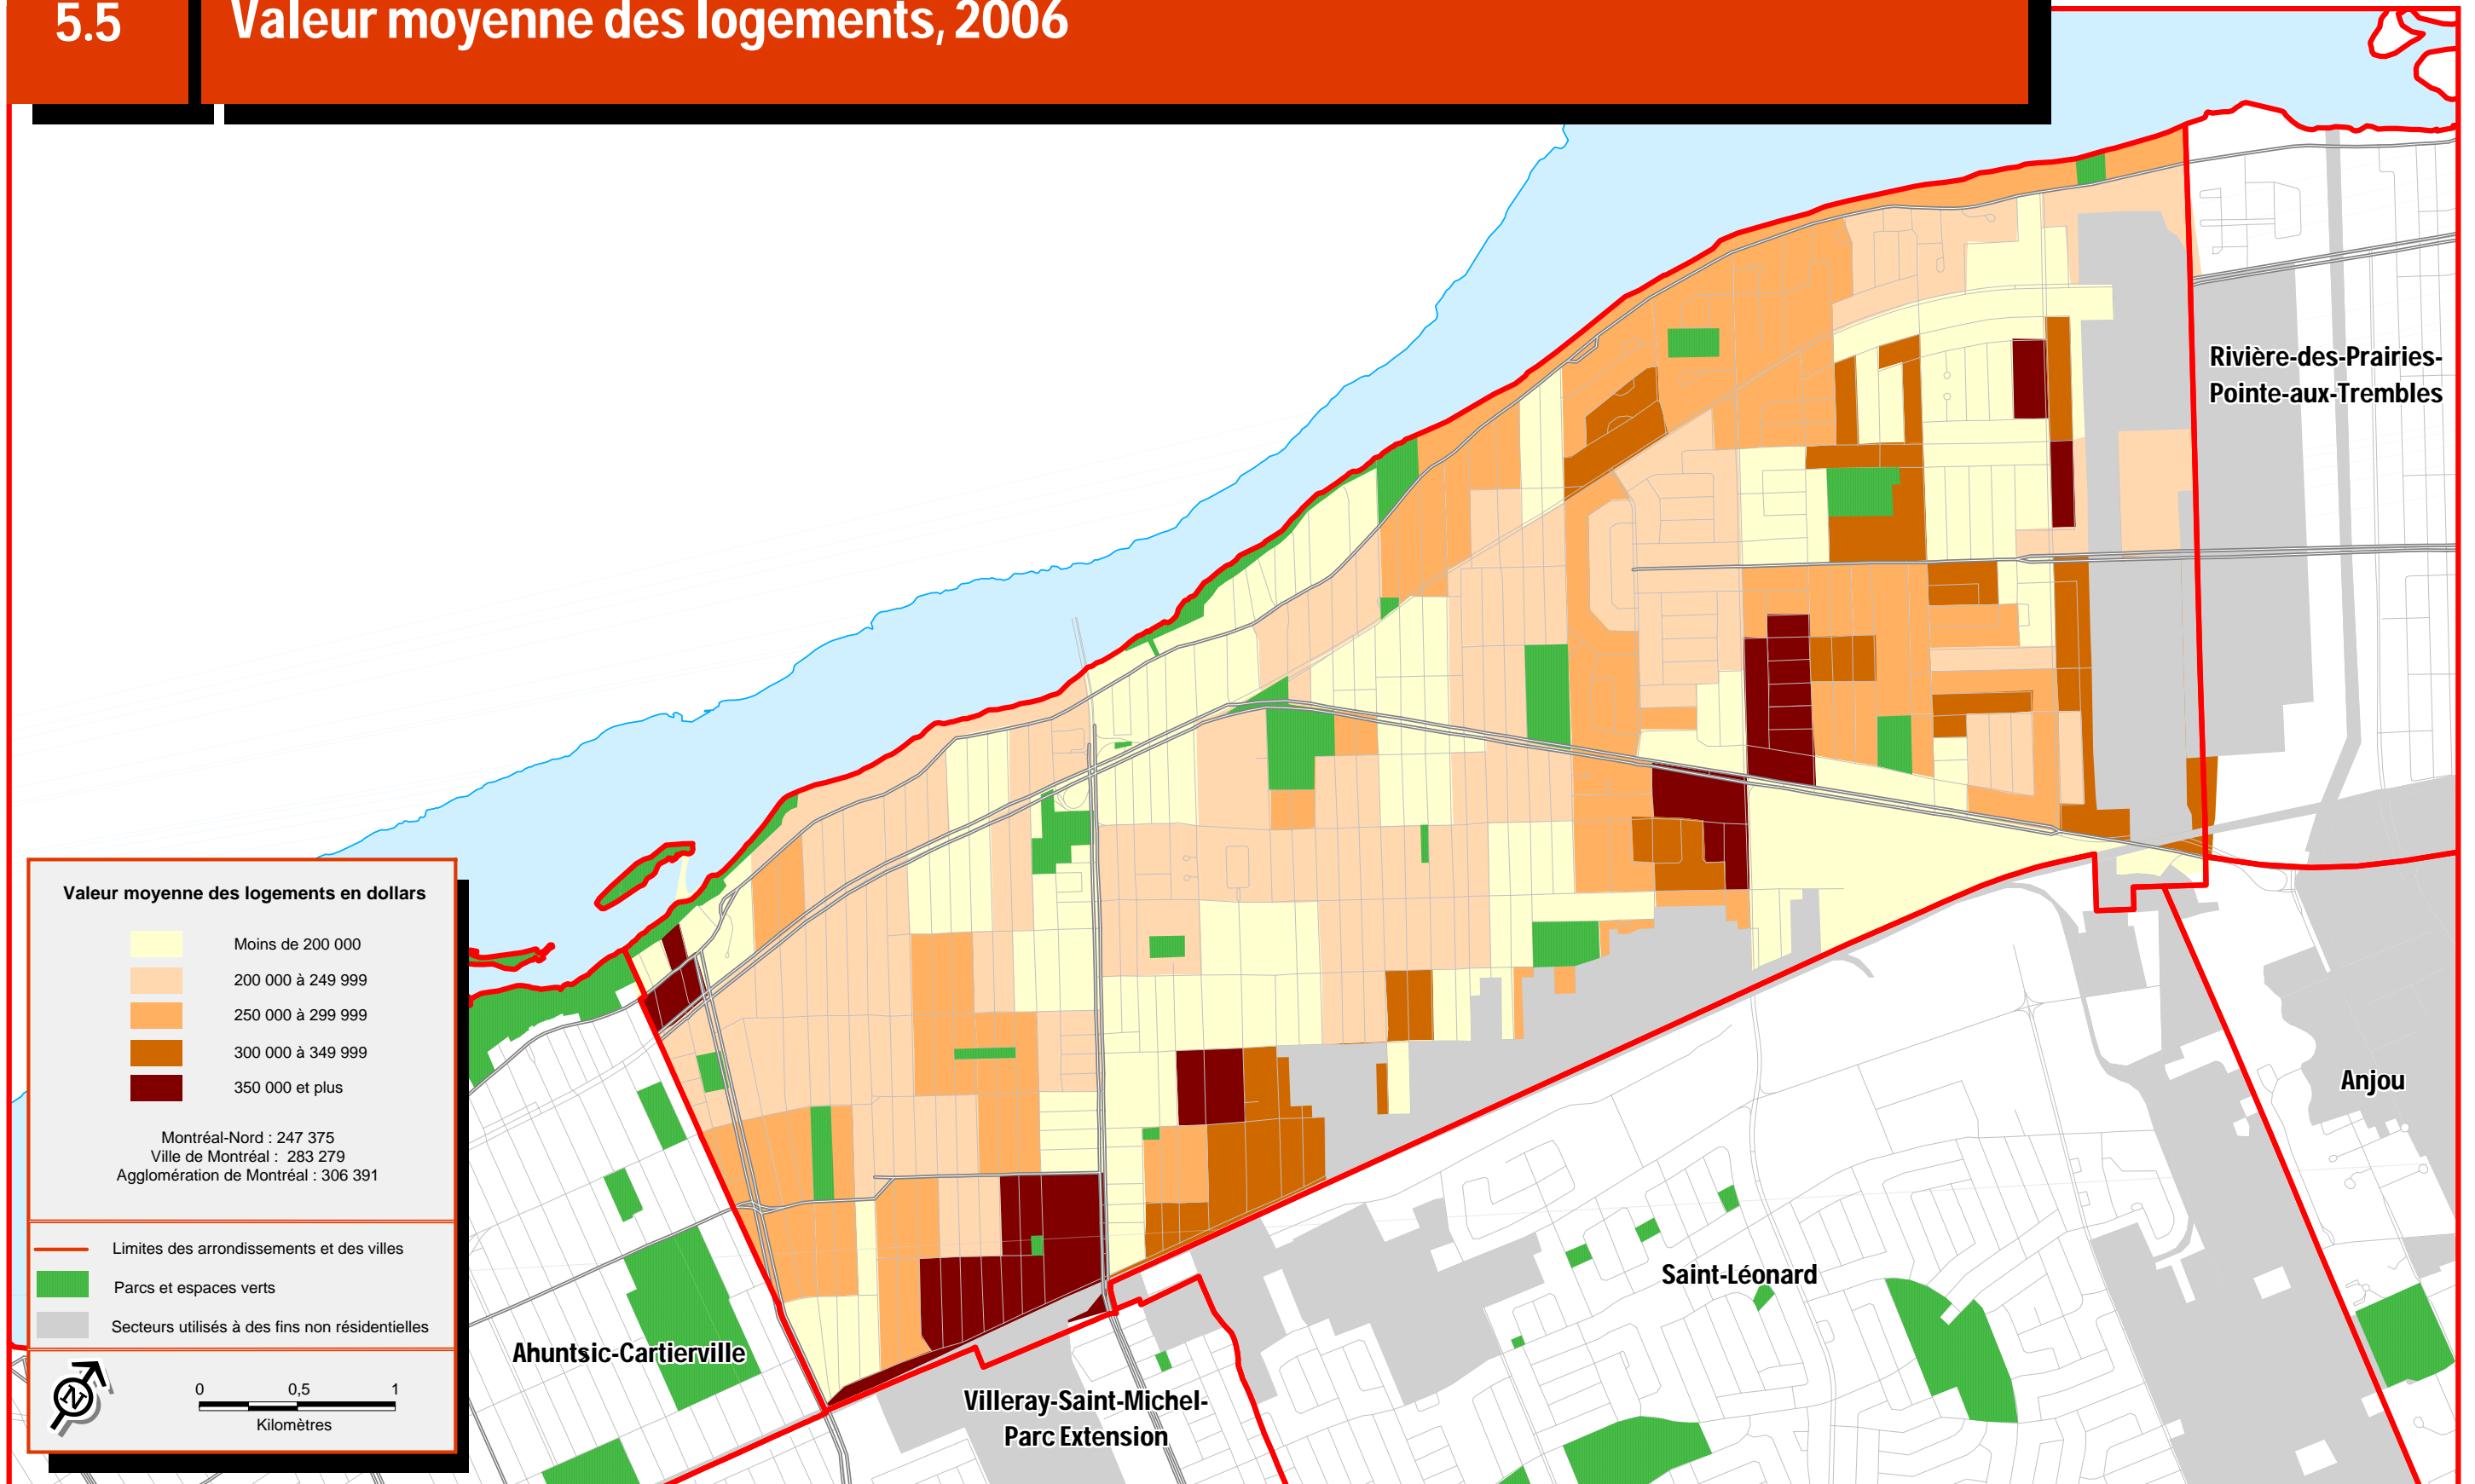 5.5
Valeur moyenne des logements, 2006
Rivière-des-Prairies-
Pointe-aux-Trembles
Valeur moyenne des logements en dollars
Moins de 200 000
200 000 à 249 999
250 000 à 299 999
300 000 à 349 999
350 000 et plus
Montréal-Nord : 247 375
Ville de Montréal : 283 279
Agglomération de Montréal : 306 391
Limites des arrondissements et des villes
Parcs et espaces verts
Secteurs utilisés à des fins non résidentielles
N
0 0,5 1
Kilomètres
Anjou
Saint-Léonard
Ahuntsic-Cartierville
Villeray-Saint-Michel-
Parc Extension